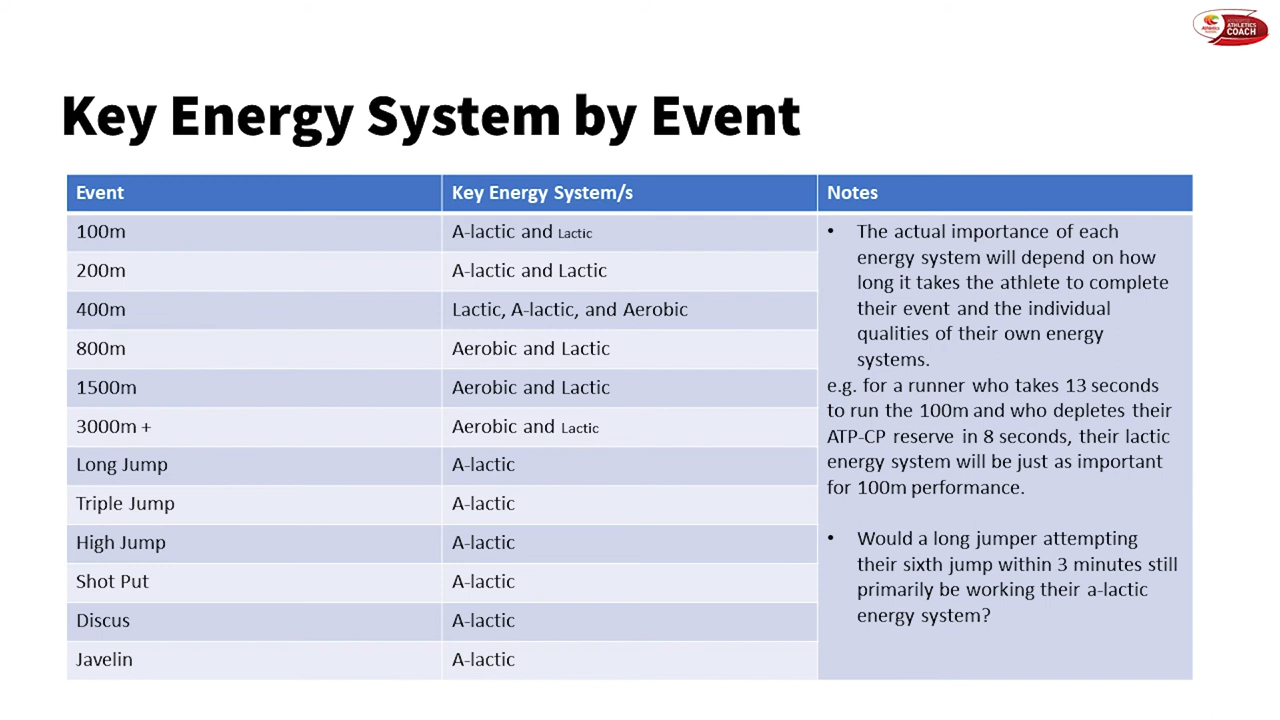 ATHLETICS
COACH
Key Energy System by Event
Event Key Energy System/s Notes
100m A-lactic and Lactic
200m A-lactic and Lactic
400m Lactic, A-lactic, and Aerobic
800m Aerobic and Lactic
1500m Aerobic and Lactic
3000m + Aerobic and Lactic
Long Jump A-lactic
Triple Jump A-lactic
High Jump A-lactic
Shot Put A-lactic
Discus A-lactic
Javelin A-lactic
• The actual importance of each
energy system will depend on how
long it takes the athlete to complete
their event and the individual
qualities of their own energy
systems.
e.g. for a runner who takes 13 seconds
to run the 100m and who depletes their
ATP-CP reserve in 8 seconds, their lactic
energy system will be just as important
for 100m performance.
• Would a long jumper attempting
their sixth jump within 3 minutes still
primarily be working their a-lactic
energy system?